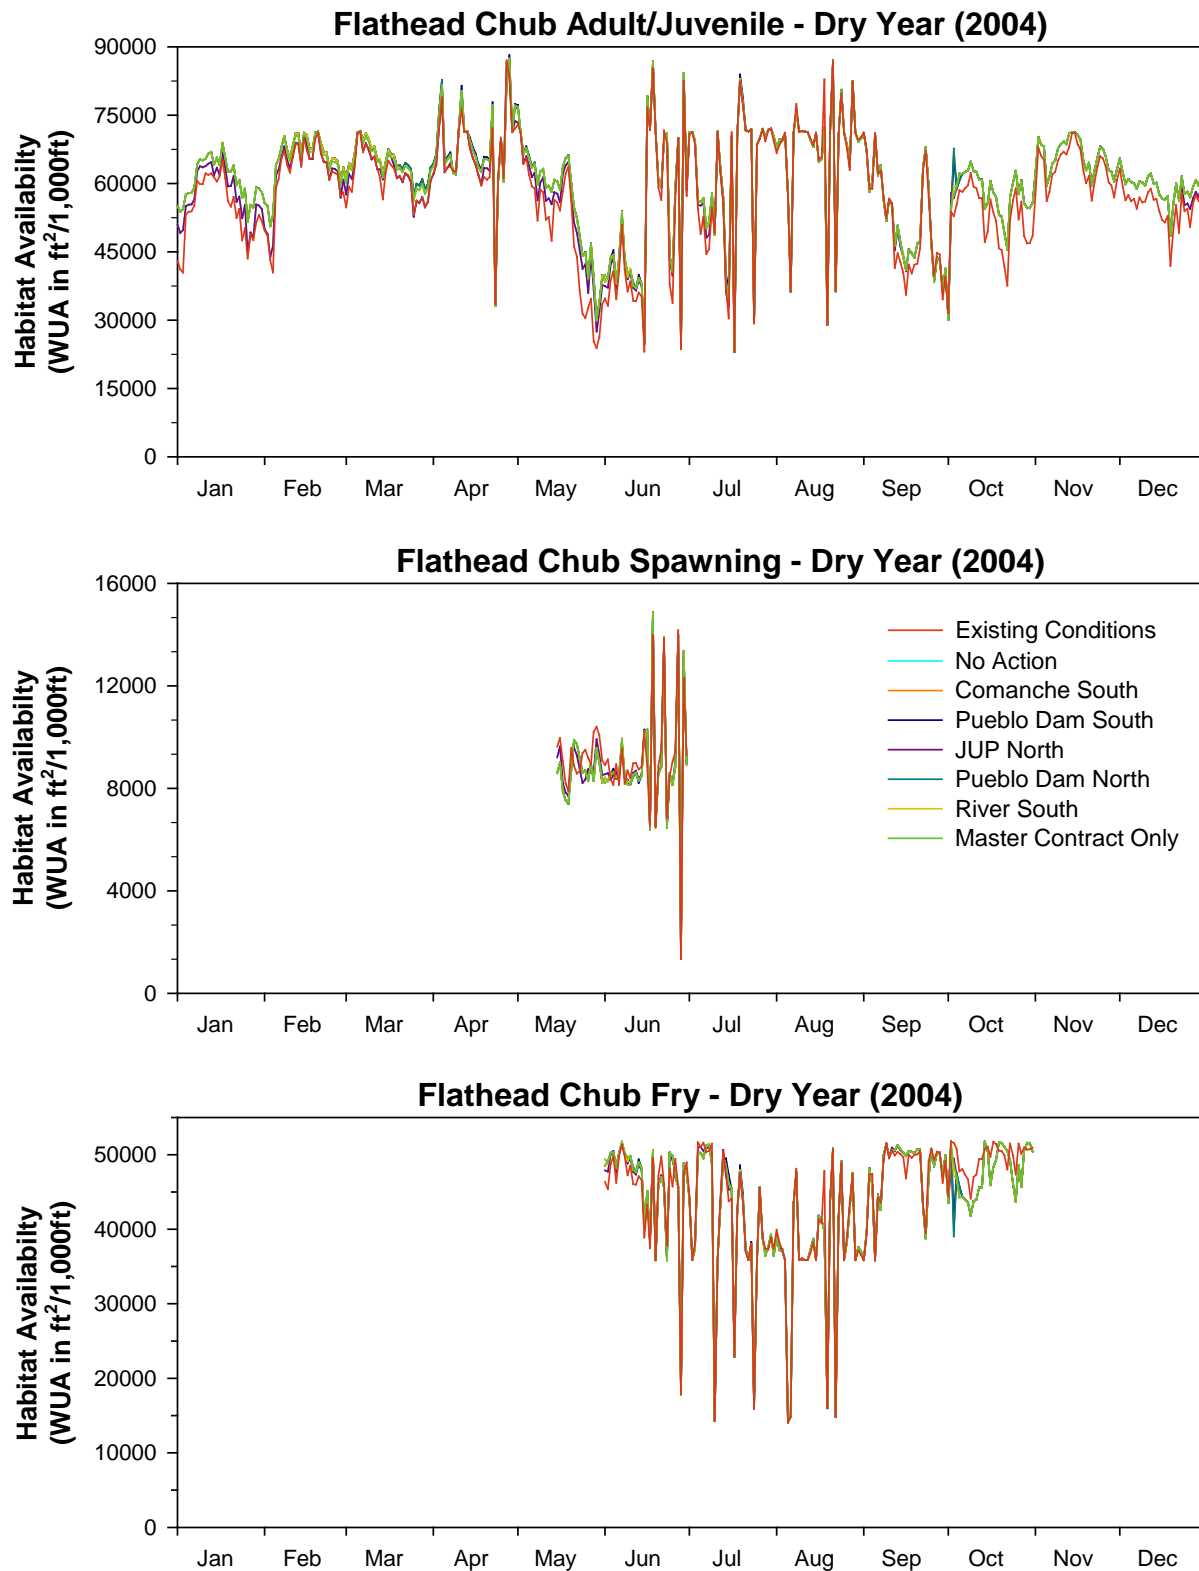 Flathead Chub Adult/Juvenile - Dry Year (2004)
Habitat Availabilty
(WUA in ft²/1,000ft)
90000
75000
60000
45000
30000
15000
0
Jan Feb Mar Apr May Jun Jul Aug Sep Oct Nov Dec
Flathead Chub Spawning - Dry Year (2004)
Habitat Availabilty
(WUA in ft²/1,000ft)
16000
12000
8000
4000
0
Existing Conditions
No Action
Comanche South
Pueblo Dam South
JUP North
Pueblo Dam North
River South
Master Contract Only
Jan Feb Mar Apr May Jun Jul Aug Sep Oct Nov Dec
Flathead Chub Fry - Dry Year (2004)
Habitat Availabilty
(WUA in ft²/1,000ft)
50000
40000
30000
20000
10000
0
Jan Feb Mar Apr May Jun Jul Aug Sep Oct Nov Dec